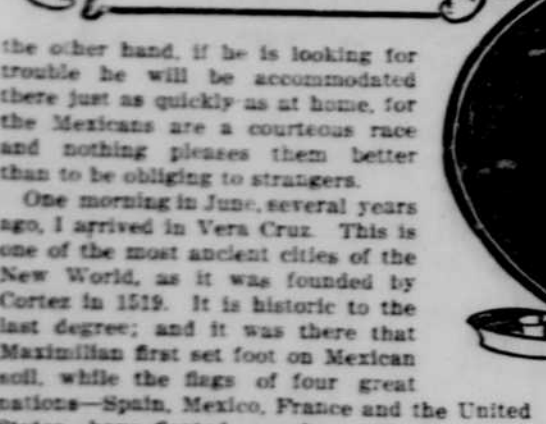 the other hand, if he is looking for
trouble he will be accommodated
there just as quickly as at home, for
the Mexicans are a courteous race
and nothing pleases them better
than to be obliging to strangers.
One morning in June, several years
ago, I arrived in Vera Cruz. This is
one of the most ancient cities of the
New World, as it was founded by
Cortez in 1519. It is historic to the
last degree; and it was there that
Maximilian first set foot on Mexican
soil, while the flags of four great
nations—Spain, Mexico, France and the United